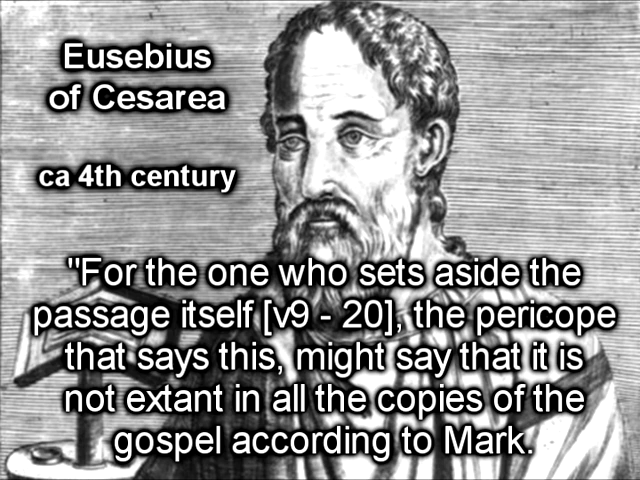 Eusebius
of Cesarea
ca 4th century
"For the one who sets aside the
passage itself [v9 - 20], the pericope
that says this, might say that it is
not extant in all the copies of the
gospel according to Mark.